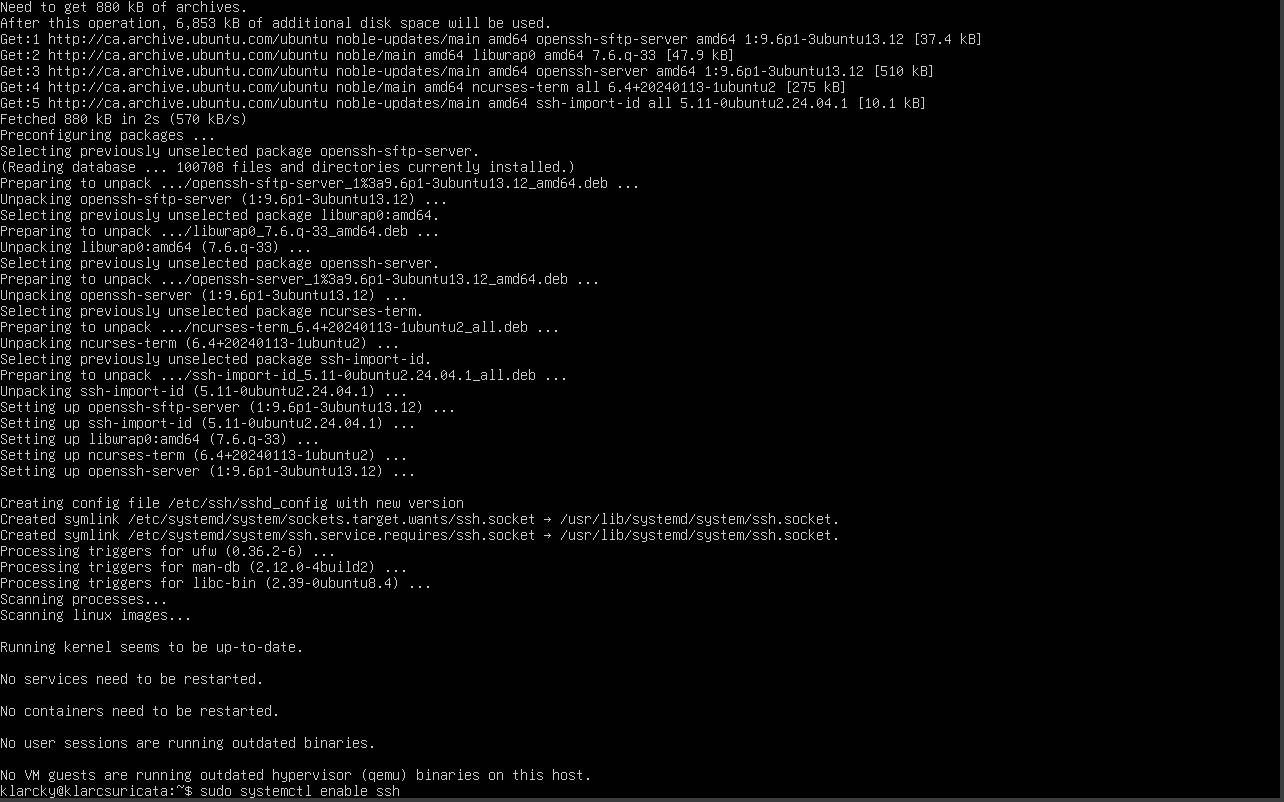 Need to get 880 kB of archives.
After this operation, 6,853 kB of additional disk space will be used.
Get:1 http://ca.archive.ubuntu.com/ubuntu noble-updates/main amd64 openssh-sftp-server amd64 1:9.6p1-3ubuntu13.12 [37.4 kB]
Get:2 http://ca.archive.ubuntu.com/ubuntu noble/main amd64 libwrap0 amd64 7.6.q-33 [47.9 kB]
Get:3 http://ca.archive.ubuntu.com/ubuntu noble-updates/main amd64 openssh-server amd64 1:9.6p1-3ubuntu13.12 [510 kB]
Get:4 http://ca.archive.ubuntu.com/ubuntu noble/main amd64 ncurses-term all 6.4+20240113-1ubuntu2 [275 kB]
Get:5 http://ca.archive.ubuntu.com/ubuntu noble-updates/main amd64 ssh-import-id all 5.11-0ubuntu2.24.04.1 [10.1 kB]
Fetched 880 kB in 2s (570 kB/s)
Preconfiguring packages ...
Selecting previously unselected package openssh-sftp-server.
(Reading database ... 100708 files and directories currently installed.)
Preparing to unpack .../openssh-sftp-server_1%3a9.6p1-3ubuntu13.12_amd64.deb ...
Unpacking openssh-sftp-server (1:9.6p1-3ubuntu13.12) ...
Selecting previously unselected package libwrap0:amd64.
Preparing to unpack .../libwrap0_7.6.q-33_amd64.deb ...
Unpacking libwrap0:amd64 (7.6.q-33) ...
Selecting previously unselected package openssh-server.
Preparing to unpack .../openssh-server_1%3a9.6p1-3ubuntu13.12_amd64.deb ...
Unpacking openssh-server (1:9.6p1-3ubuntu13.12) ...
Selecting previously unselected package ncurses-term.
Preparing to unpack .../ncurses-term_6.4+20240113-1ubuntu2_all.deb ...
Unpacking ncurses-term (6.4+20240113-1ubuntu2) ...
Selecting previously unselected package ssh-import-id.
Preparing to unpack .../ssh-import-id_5.11-0ubuntu2.24.04.1_all.deb ...
Unpacking ssh-import-id (5.11-0ubuntu2.24.04.1) ...
Setting up openssh-sftp-server (1:9.6p1-3ubuntu13.12) ...
Setting up ssh-import-id (5.11-0ubuntu2.24.04.1) ...
Setting up libwrap0:amd64 (7.6.q-33) ...
Setting up ncurses-term (6.4+20240113-1ubuntu2) ...
Setting up openssh-server (1:9.6p1-3ubuntu13.12) ...

Creating config file /etc/ssh/sshd_config with new version
Created symlink /etc/systemd/system/sockets.target.wants/ssh.socket → /usr/lib/systemd/system/ssh.socket.
Created symlink /etc/systemd/system/ssh.service.requires/ssh.socket → /usr/lib/systemd/system/ssh.socket.
Processing triggers for ufw (0.36.2-6) ...
Processing triggers for man-db (2.12.0-4build2) ...
Processing triggers for libc-bin (2.39-0ubuntu8.4) ...
Scanning processes...
Scanning linux images...

Running kernel seems to be up-to-date.

No services need to be restarted.

No containers need to be restarted.

No user sessions are running outdated binaries.

No VM guests are running outdated hypervisor (qemu) binaries on this host.
klarcky@klarcsuricata:~$ sudo systemctl enable ssh